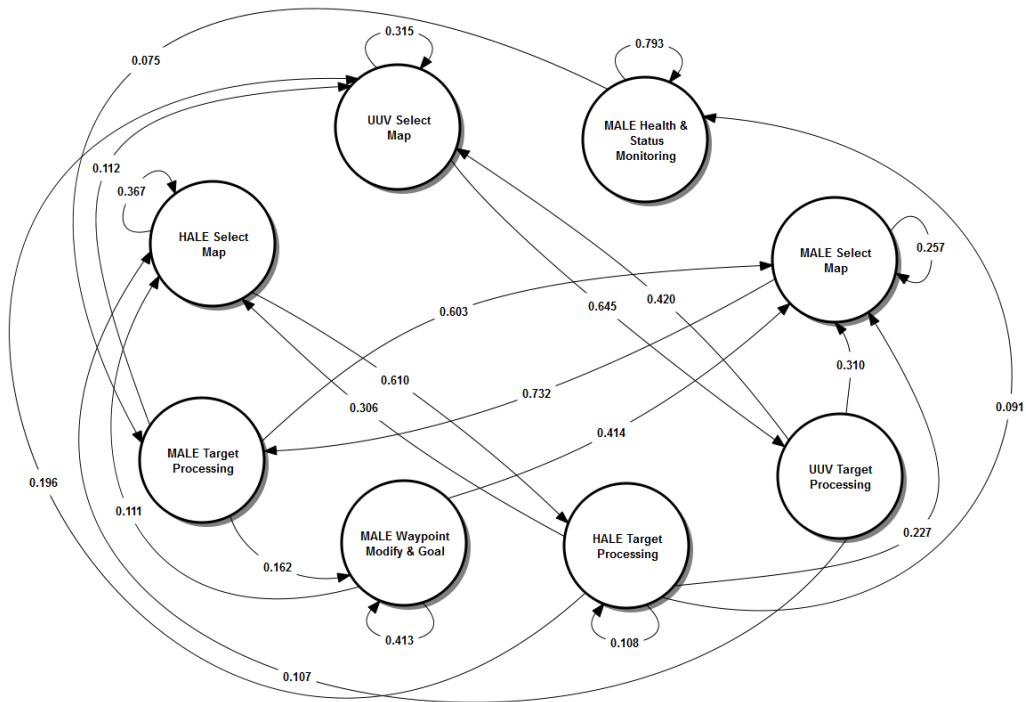 0.315
0.793
0.075
UUV Select
Map
MALE Health &
Status
Monitoring
0.112
0.367
HALE Select
Map
MALE Select
Map
0.257
0.645
0.420
0.603
0.310
0.610
0.732
0.306
0.091
0.414
MALE Target
Processing
UUV Target
Processing
0.196
0.111
0.227
MALE Waypoint
Modify & Goal
HALE Target
Processing
0.162
0.413
0.108
0.107